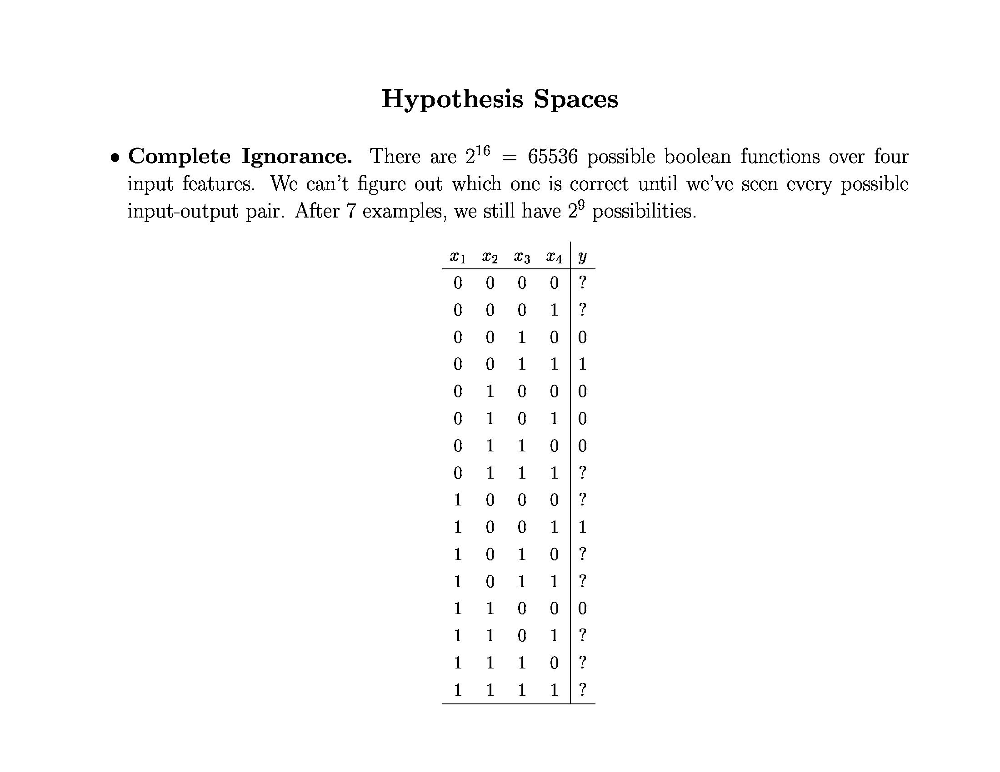 Hypothesis Spaces
• Complete Ignorance. There are 2^16 = 65536 possible boolean functions over four
input features. We can't figure out which one is correct until we've seen every possible
input-output pair. After 7 examples, we still have 2^9 possibilities.
x1 x2 x3 x4 y
0 0 0 0 ?
0 0 0 1 ?
0 0 1 0 0
0 0 1 1 1
0 1 0 0 0
0 1 0 1 0
0 1 1 0 0
0 1 1 1 ?
1 0 0 0 ?
1 0 0 1 1
1 0 1 0 ?
1 0 1 1 ?
1 1 0 0 0
1 1 0 1 ?
1 1 1 0 ?
1 1 1 1 ?